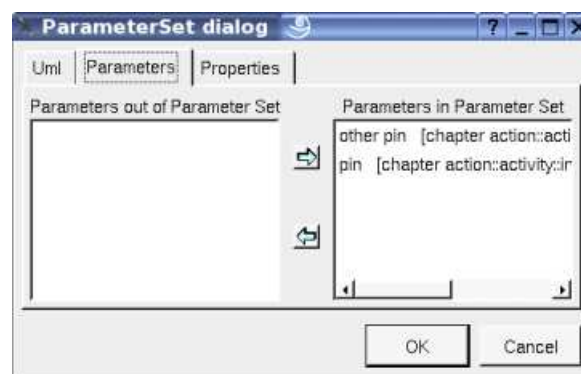 ParameterSet dialog
Uml Parameters Properties
Parameters out of Parameter Set Parameters in Parameter Set
other pin [chapter action::acti
pin [chapter action::activity::in
OK Cancel